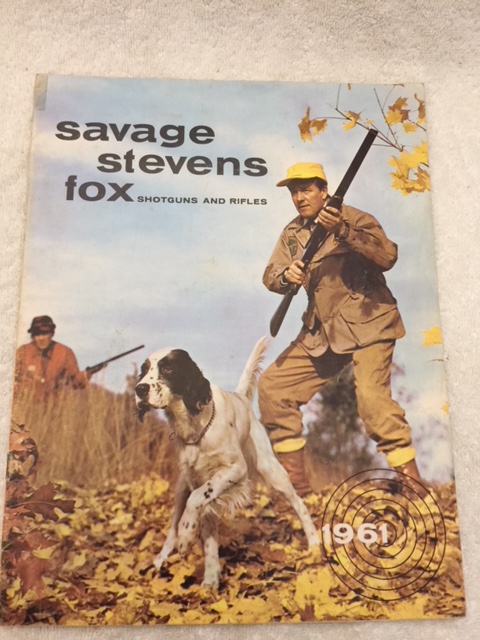 savage
stevens
fox SHOTGUNS AND RIFLES
1961